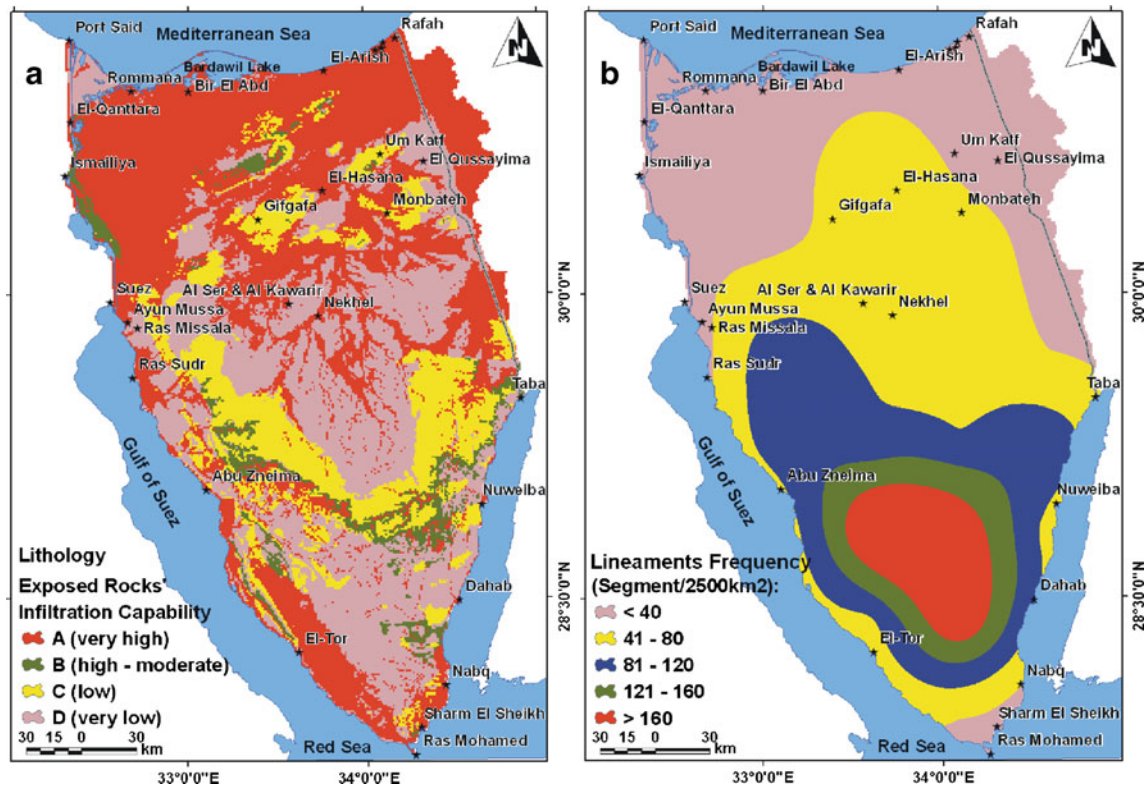 a
N
Port Said
Mediterranean Sea
Rafah
El-Arish
Bardawil Lake
Rommana
Bir El Abd
El-Qanttara
Um Katf
El Qussayima
Ismailiya
El-Hasana
Gifgafa
Monbateh
Suez
Al Ser & Al Kawarir
Nekhel
Ayun Mussa
Ras Missala
Ras Sudr
Taba
Gulf of Suez
Abu Zneima
Nuweiba
Dahab
El-Tor
Nabq
Sharm El Sheikh
Ras Mohamed
Red Sea
Lithology
Exposed Rocks'
Infiltration Capability
A (very high)
B (high - moderate)
C (low)
D (very low)
30 15 0 30
km
30°0'0"N
28°30'0"N
33°0'0"E
34°0'0"E
b
N
Port Said
Mediterranean Sea
Rafah
El-Arish
Bardawil Lake
Rommana
Bir El Abd
El-Qanttara
Um Katf
El Qussayima
Ismailiya
El-Hasana
Gifgafa
Monbateh
Suez
Al Ser & Al Kawarir
Nekhel
Ayun Mussa
Ras Missala
Ras Sudr
Taba
Gulf of Suez
Abu Zneima
Nuweiba
Dahab
El-Tor
Nabq
Sharm El Sheikh
Ras Mohamed
Red Sea
Lineaments Frequency
(Segment/2500km2):
< 40
41 - 80
81 - 120
121 - 160
> 160
30 15 0 30
km
30°0'0"N
28°30'0"N
33°0'0"E
34°0'0"E